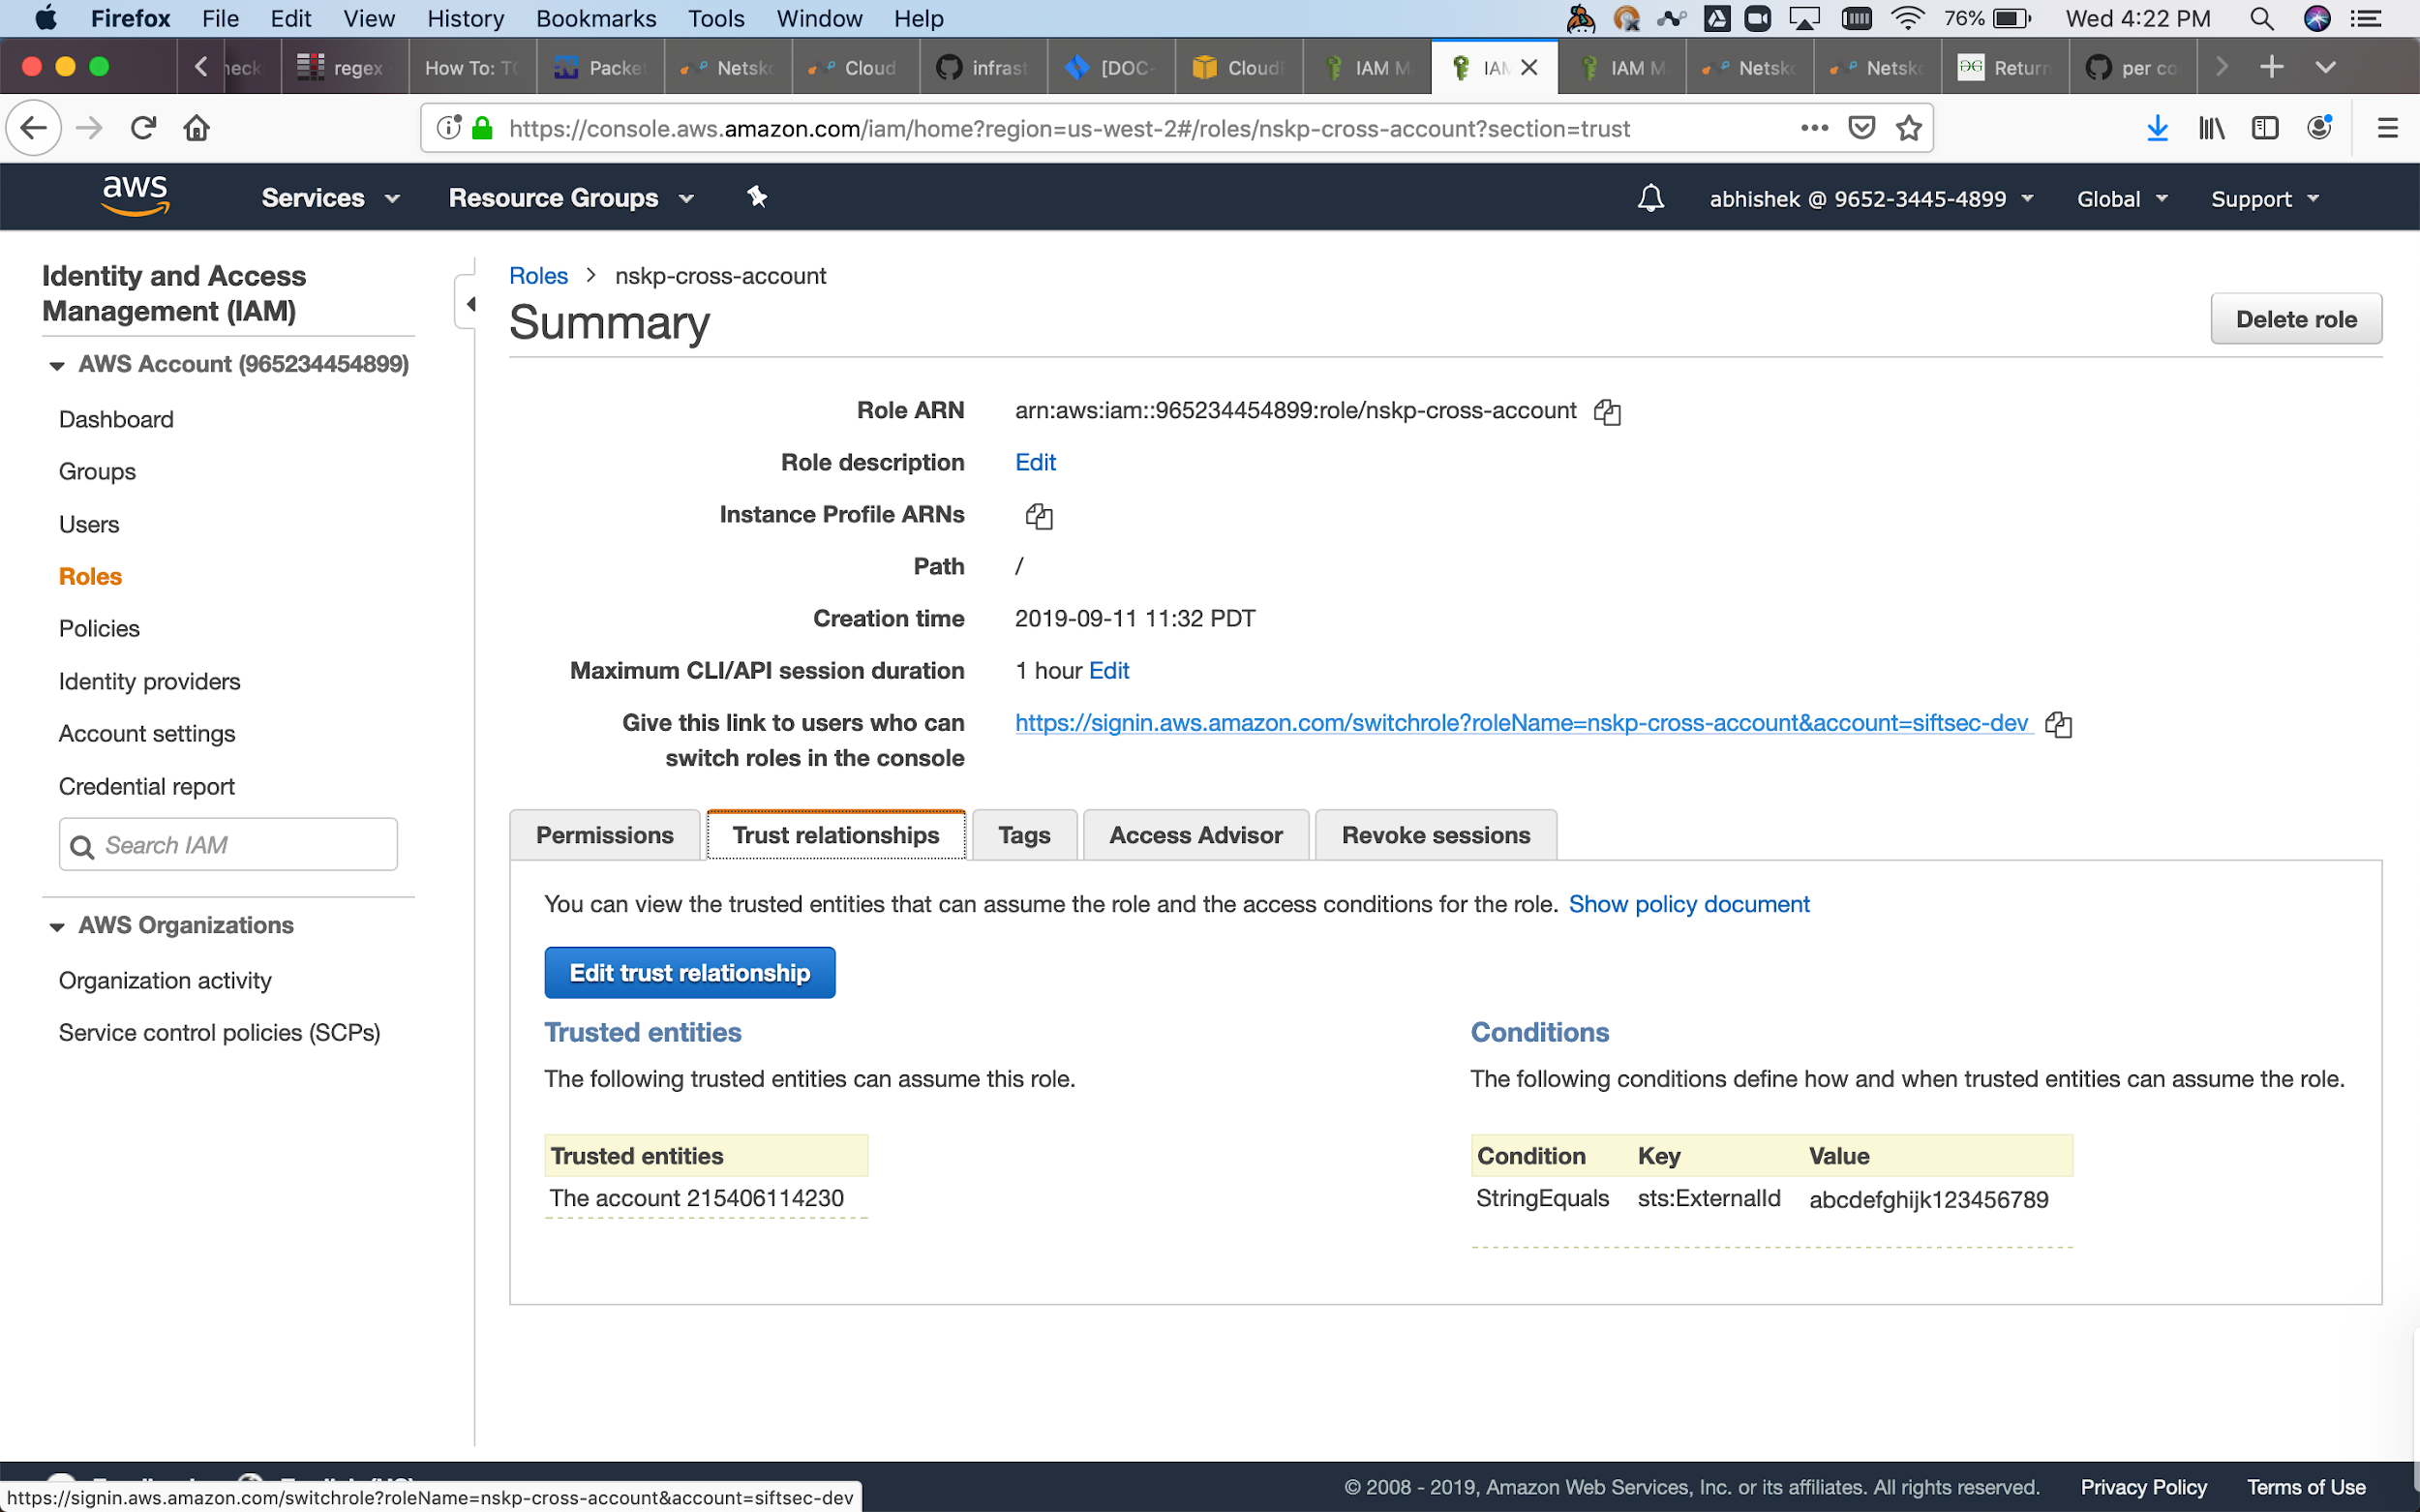 Firefox File Edit View History Bookmarks Tools Window Help 76% Wed 4:22 PM
heck regex How To: TC Packet Netsko Cloud infrast [DOC- CloudF IAM M IAM IAM M Netsko Netsko Return per co
https://console.aws.amazon.com/iam/home?region=us-west-2#/roles/nskp-cross-account?section=trust
aws Services Resource Groups abhishek @ 9652-3445-4899 Global Support
Identity and Access
Management (IAM)
AWS Account (965234454899)
Dashboard
Groups
Users
Roles
Policies
Identity providers
Account settings
Credential report
Search IAM
AWS Organizations
Organization activity
Service control policies (SCPs)
Roles > nskp-cross-account
Summary
Delete role
Role ARN arn:aws:iam::965234454899:role/nskp-cross-account
Role description Edit
Instance Profile ARNs
Path /
Creation time 2019-09-11 11:32 PDT
Maximum CLI/API session duration 1 hour Edit
Give this link to users who can https://signin.aws.amazon.com/switchrole?roleName=nskp-cross-account&account=siftsec-dev
switch roles in the console
Permissions Trust relationships Tags Access Advisor Revoke sessions
You can view the trusted entities that can assume the role and the access conditions for the role. Show policy document
Edit trust relationship
Trusted entities
The following trusted entities can assume this role.
Trusted entities
The account 215406114230
Conditions
The following conditions define how and when trusted entities can assume the role.
Condition Key Value
StringEquals sts:ExternalId abcdefghijk123456789
© 2008 - 2019, Amazon Web Services, Inc. or its affiliates. All rights reserved. Privacy Policy Terms of Use
https://signin.aws.amazon.com/switchrole?roleName=nskp-cross-account&account=siftsec-dev